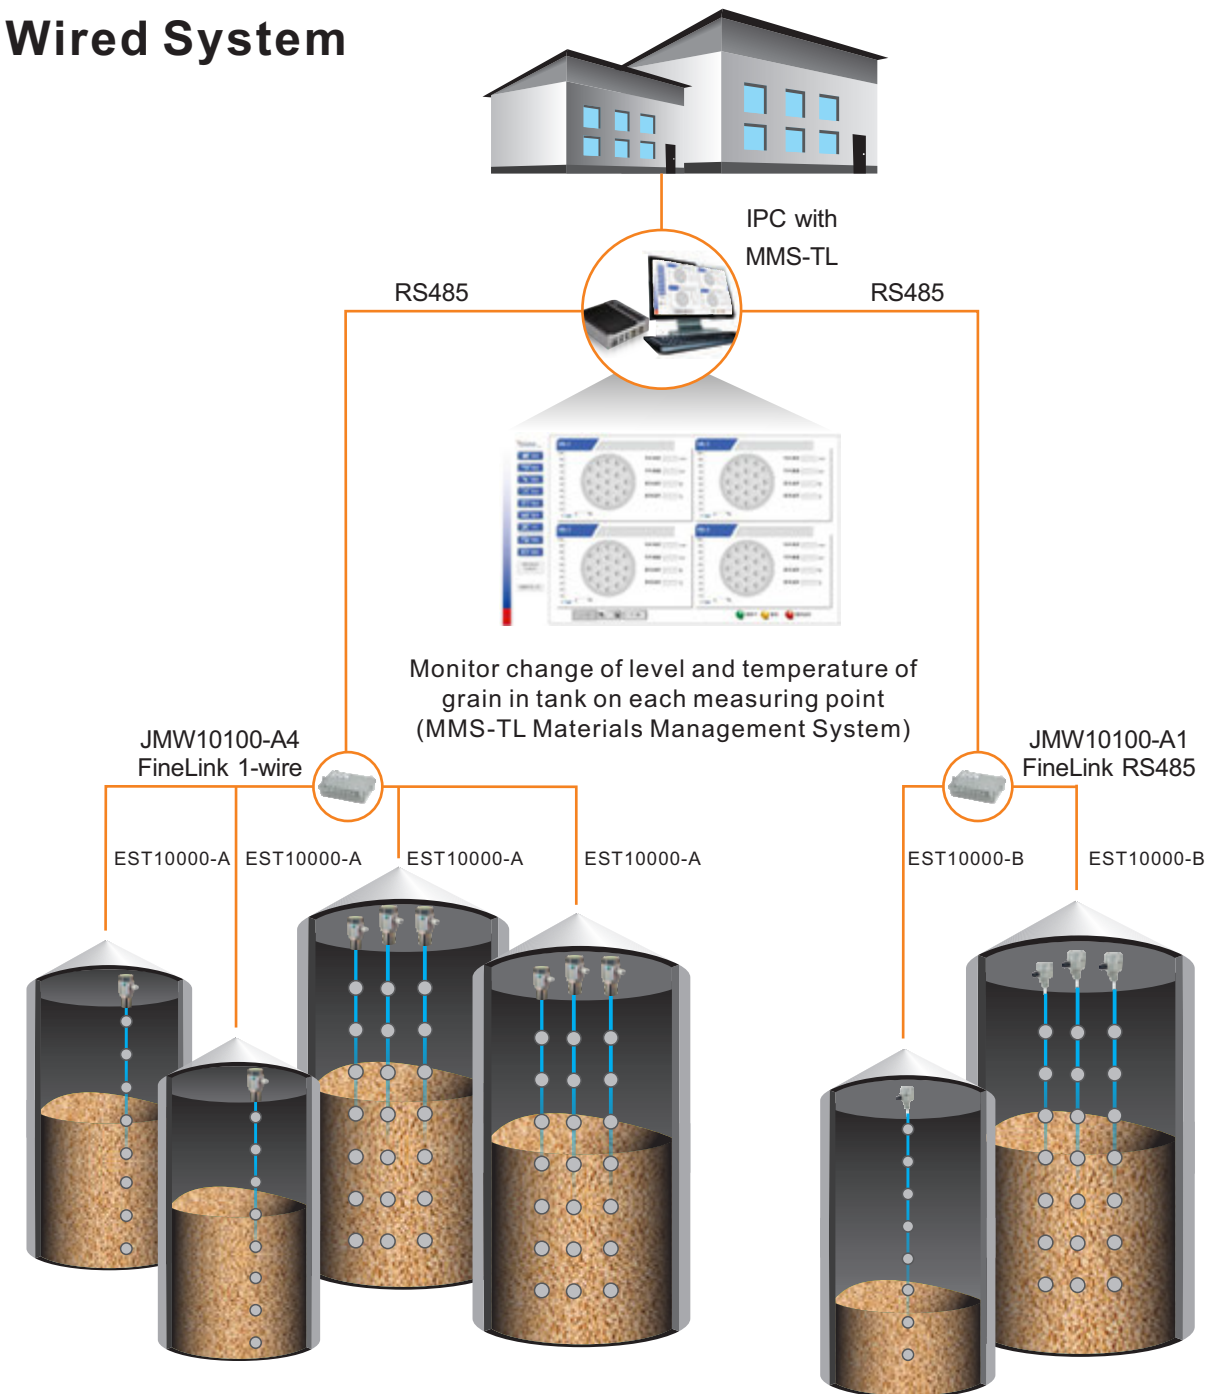 Wired System
IPC with
MMS-TL
RS485
RS485
Monitor change of level and temperature of
grain in tank on each measuring point
(MMS-TL Materials Management System)
JMW10100-A4
FineLink 1-wire
JMW10100-A1
FineLink RS485
EST10000-A
EST10000-A
EST10000-A
EST10000-A
EST10000-B
EST10000-B